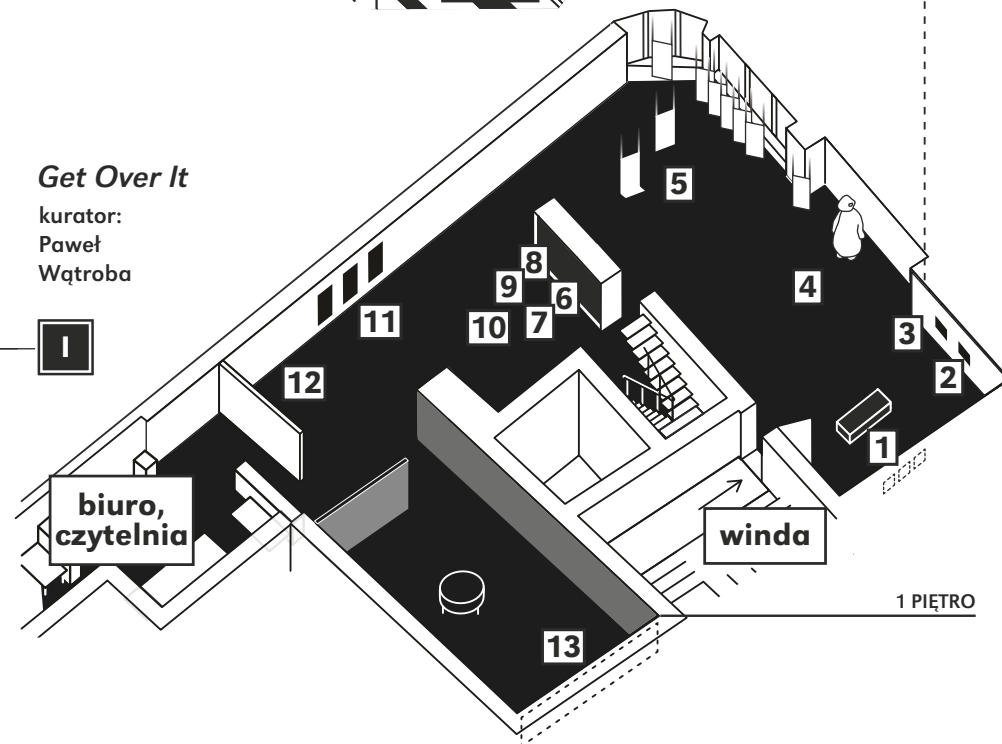 Get Over It
kurator:
Paweł
Wątroba
I
5
8
9
6
4
11
10
7
3
12
2
1
biuro,
czytelnia
winda
1 PIĘTRO
13